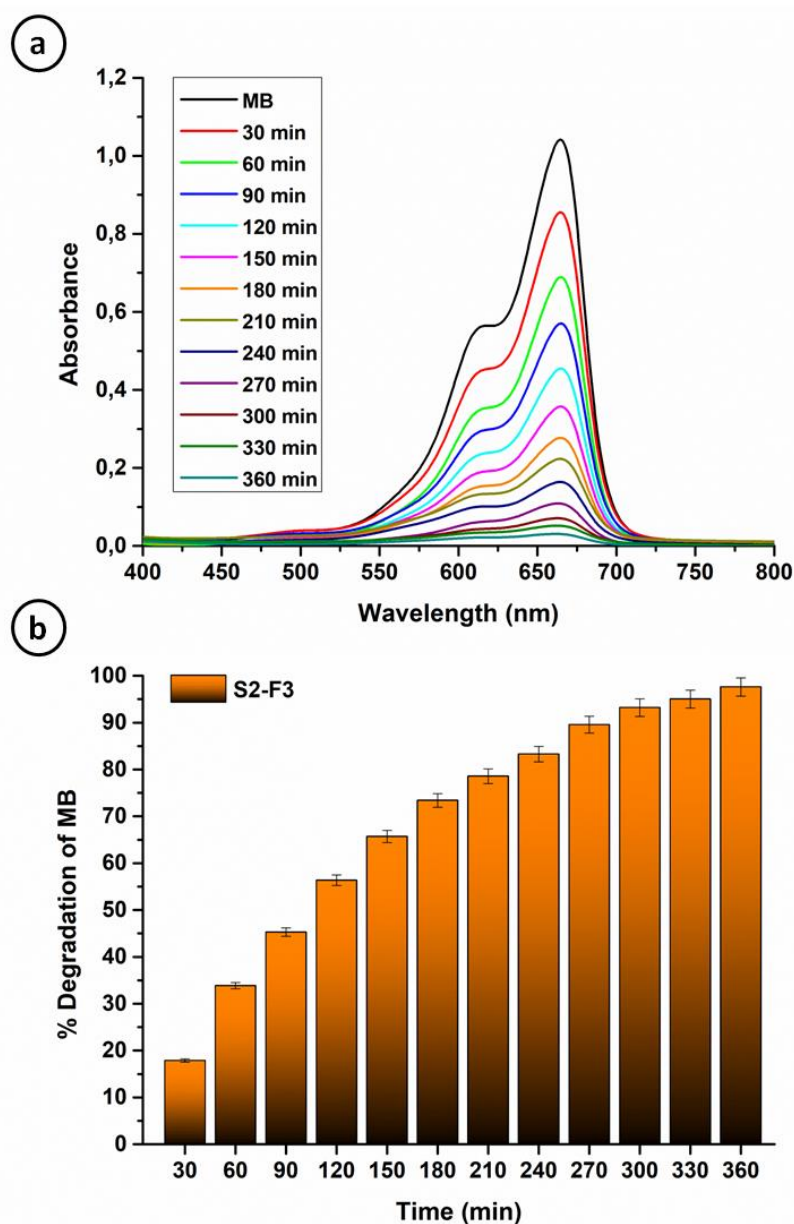 a
1,2
1,0
0,8
0,6
0,4
0,2
0,0
Absorbance
MB
30 min
60 min
90 min
120 min
150 min
180 min
210 min
240 min
270 min
300 min
330 min
360 min
400 450 500 550 600 650 700 750 800
Wavelength (nm)
b
100
90
80
70
60
50
40
30
20
10
0
% Degradation of MB
S2-F3
30 60 90 120 150 180 210 240 270 300 330 360
Time (min)